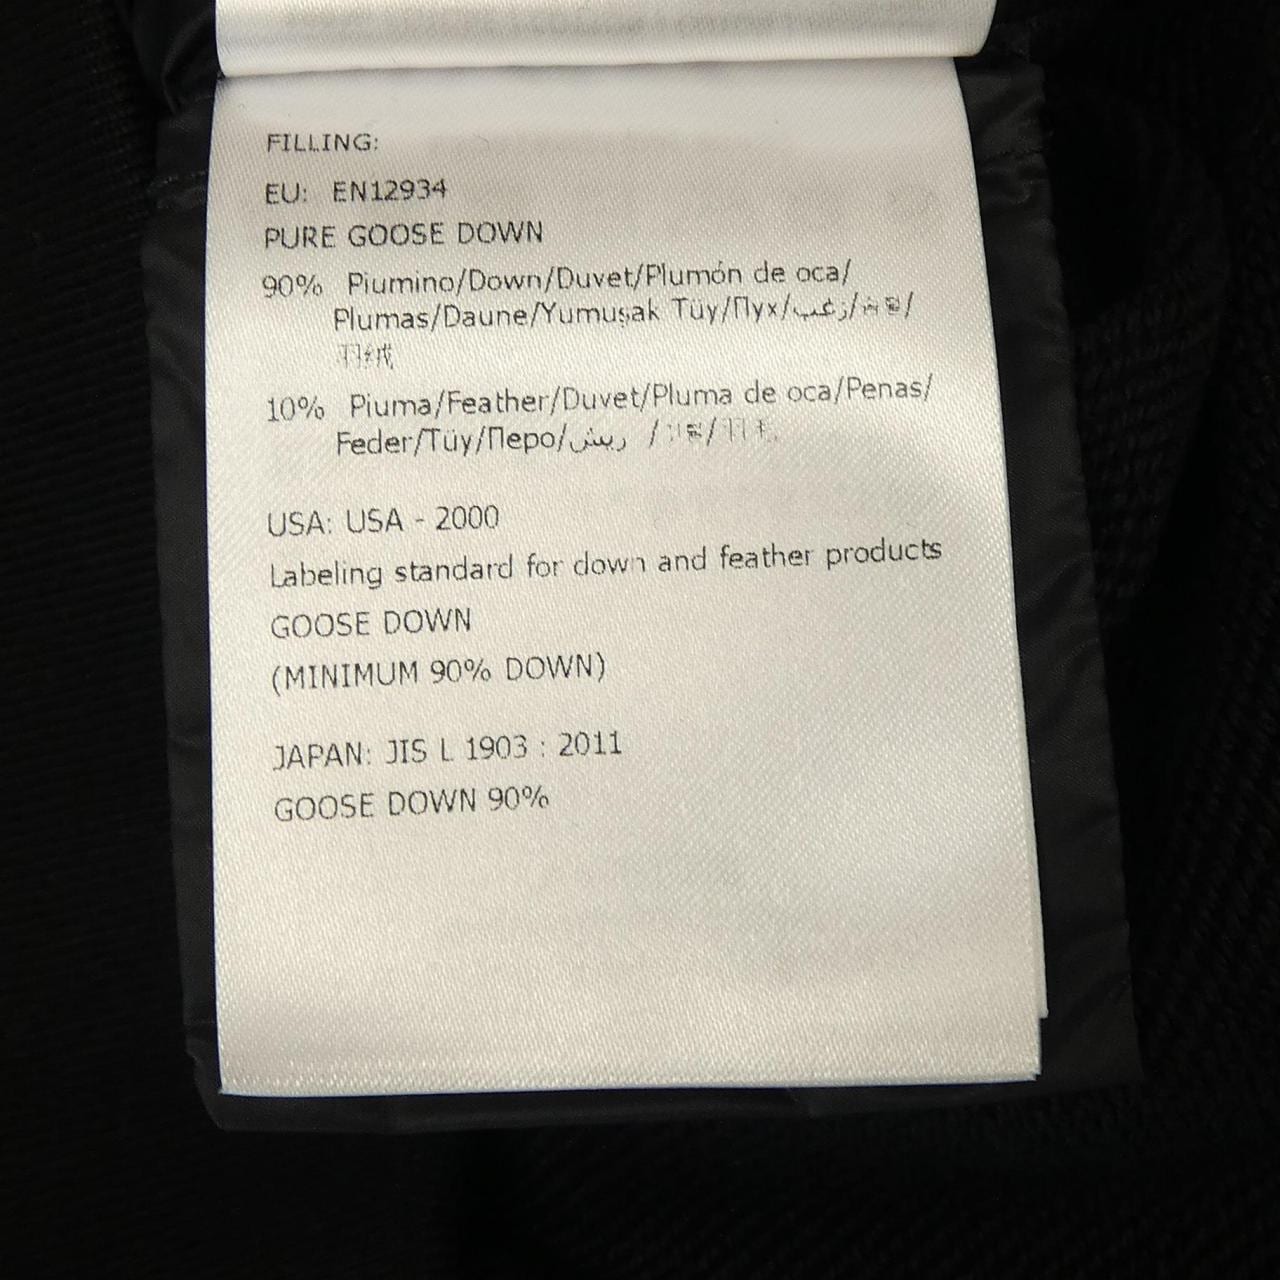 FILLING:
EU: EN12934
PURE GOOSE DOWN
90% Piumino/Down/Duvet/Plumón de oca/
Plumas/Daune/Yumuşak Tüy/Пух/زغب/
羽绒
10% Piuma/Feather/Duvet/Pluma de oca/Penas/
Feder/Tüy/Перо/ريش /
USA: USA - 2000
Labeling standard for down and feather products
GOOSE DOWN
(MINIMUM 90% DOWN)
JAPAN: JIS L 1903 : 2011
GOOSE DOWN 90%